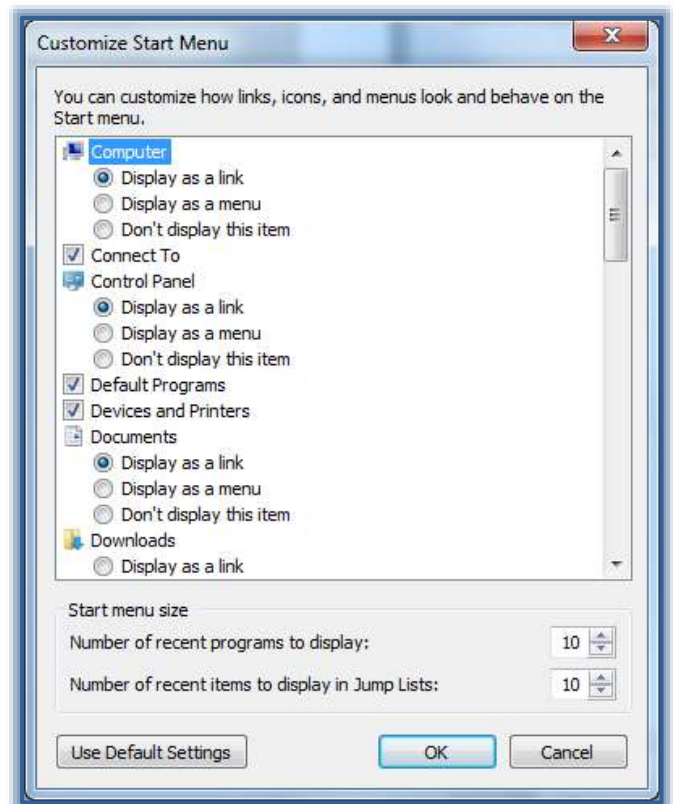 Customize Start Menu
You can customize how links, icons, and menus look and behave on the
Start menu.
Computer
Display as a link
Display as a menu
Don't display this item
Connect To
Control Panel
Display as a link
Display as a menu
Don't display this item
Default Programs
Devices and Printers
Documents
Display as a link
Display as a menu
Don't display this item
Downloads
Display as a link
Start menu size
Number of recent programs to display: 10
Number of recent items to display in Jump Lists: 10
Use Default Settings OK Cancel